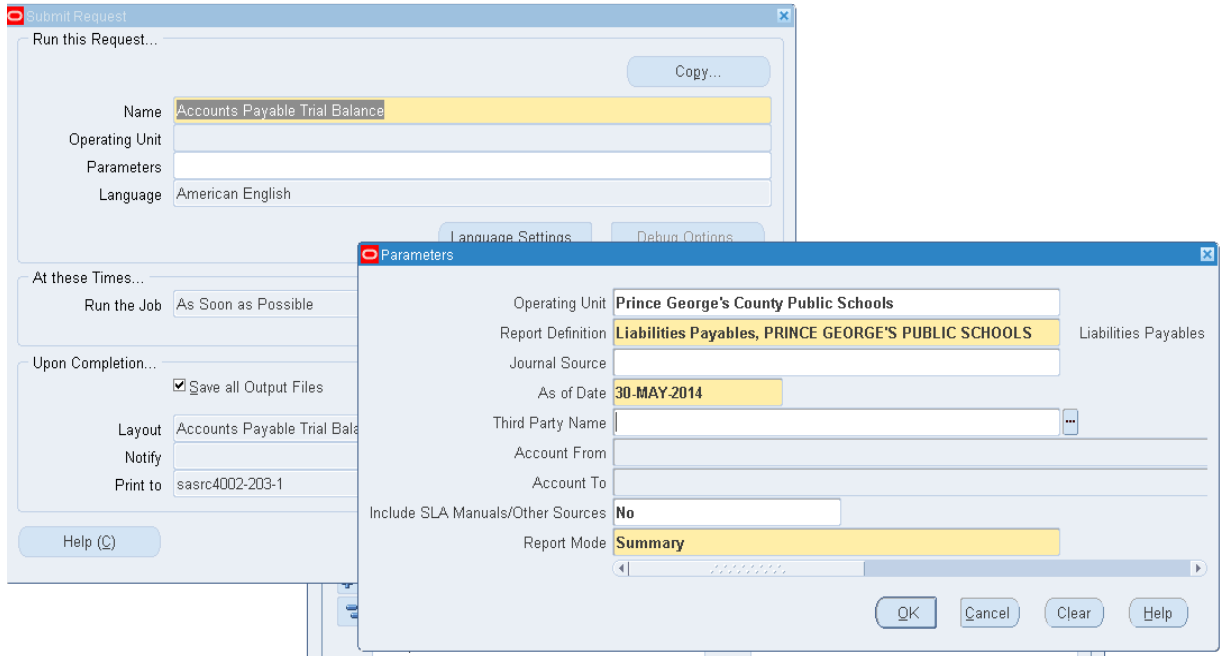 Submit Request
Run this Request...
Copy...
Name Accounts Payable Trial Balance
Operating Unit
Parameters
Language American English
Language Settings Debug Options
At these Times...
Run the Job As Soon as Possible
Upon Completion...
Save all Output Files
Layout Accounts Payable Trial Bala
Notify
Print to sasrc4002-203-1
Help (C)
Parameters
Operating Unit Prince George's County Public Schools
Report Definition Liabilities Payables, PRINCE GEORGE'S PUBLIC SCHOOLS Liabilities Payables
Journal Source
As of Date 30-MAY-2014
Third Party Name
Account From
Account To
Include SLA Manuals/Other Sources No
Report Mode Summary
OK Cancel Clear Help